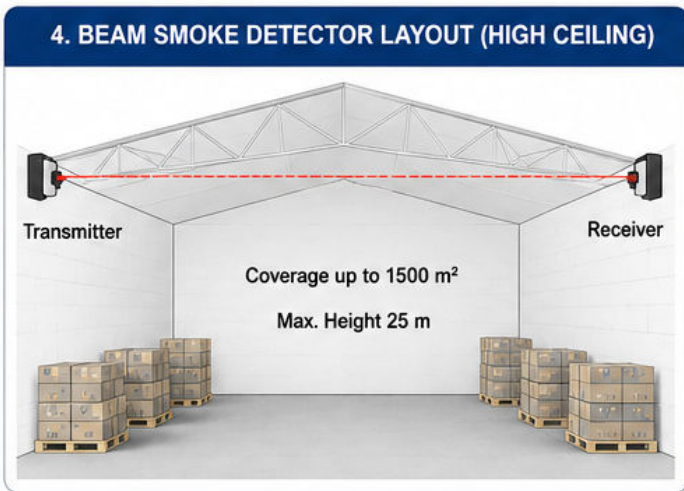 4. BEAM SMOKE DETECTOR LAYOUT (HIGH CEILING)
Transmitter
Receiver
Coverage up to 1500 m²
Max. Height 25 m